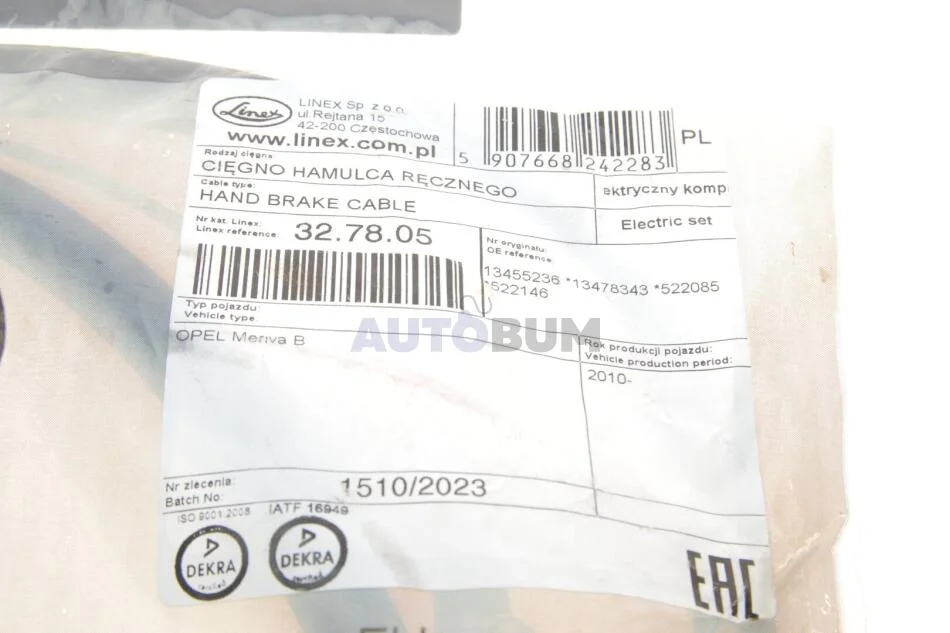 Linex
LINEX Sp. z o.o.
ul.Rejtana 15
42-200 Częstochowa
www.linex.com.pl
5 907668 242283
PL
Rodzaj cięgna
CIĘGNO HAMULCA RĘCZNEGO
ektryczny komp
Cable type:
HAND BRAKE CABLE
Electric set
Nr kat. Linex:
Linex reference:
32.78.05
Nr oryginału:
OE reference:
13455236 *13478343 *522085
*522146
Typ pojazdu:
Vehicle type:
OPEL Meriva B
AUTOBUM
Rok produkcji pojazdu:
Vehicle production period:
2010-
Nr zlecenia:
Batch No:
1510/2023
ISO 9001:2008
IATF 16949
DEKRA
DEKRA
EAC